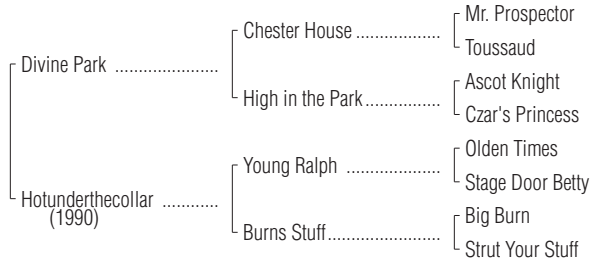 Mr. Prospector
Chester House ..................
Toussaud
Divine Park ......................
Ascot Knight
High in the Park ................
Czar's Princess
Olden Times
Young Ralph ....................
Stage Door Betty
Hotunderthecollar ............
(1990)
Big Burn
Burns Stuff ........................
Strut Your Stuff